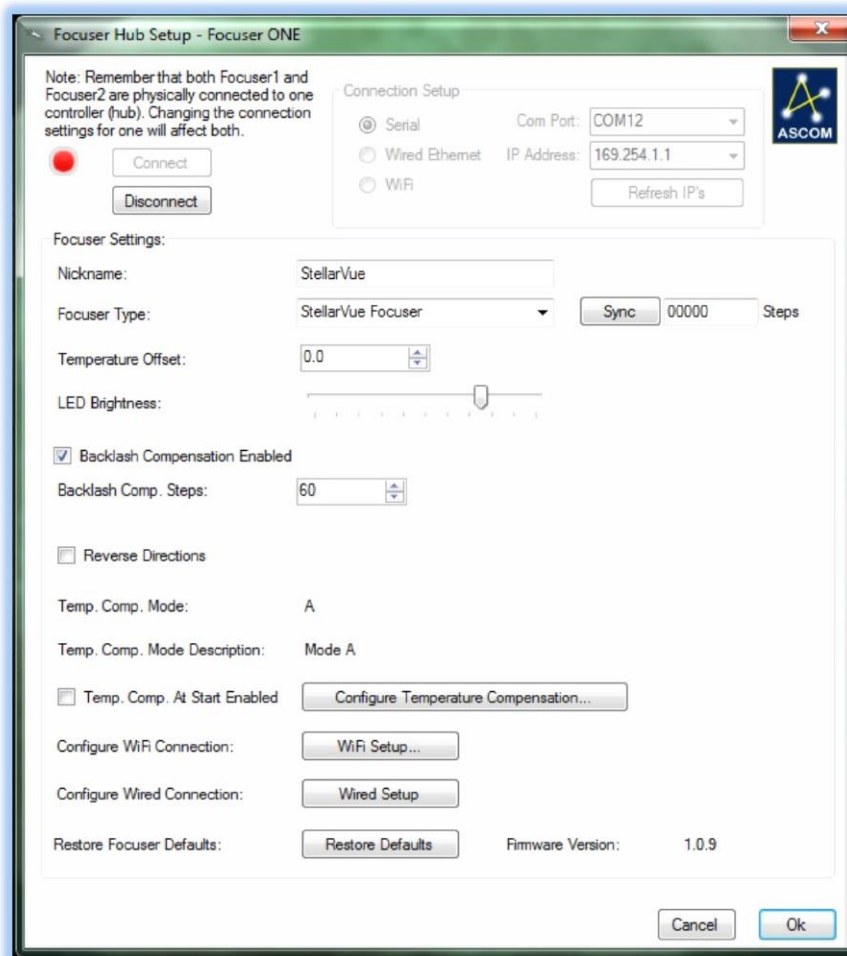 Focuser Hub Setup - Focuser ONE
Note: Remember that both Focuser1 and
Focuser2 are physically connected to one
controller (hub). Changing the connection
settings for one will affect both.
Connect
Disconnect
Connection Setup
Serial
Com Port:
COM12
Wired Ethernet
IP Address:
169.254.1.1
WiFi
Refresh IP's
ASCOM
Focuser Settings:
Nickname:
StellarVue
Focuser Type:
StellarVue Focuser
Sync
00000
Steps
Temperature Offset:
0.0
LED Brightness:
Backlash Compensation Enabled
Backlash Comp. Steps:
60
Reverse Directions
Temp. Comp. Mode:
A
Temp. Comp. Mode Description:
Mode A
Temp. Comp. At Start Enabled
Configure Temperature Compensation...
Configure WiFi Connection:
WiFi Setup...
Configure Wired Connection:
Wired Setup
Restore Focuser Defaults:
Restore Defaults
Firmware Version:
1.0.9
Cancel
Ok